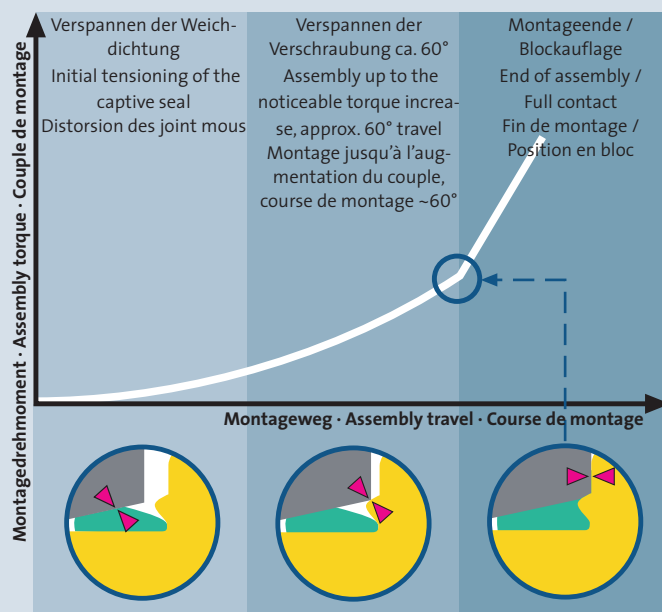 Verspannen der Weich-
dichtung
Initial tensioning of the
captive seal
Distorsion des joint mous
Verspannen der
Verschraubung ca. 60°
Assembly up to the
noticeable torque increa-
se, approx. 60° travel
Montage jusqu'à l'aug-
mentation du couple,
course de montage ~60°
Montageende /
Blockauflage
End of assembly /
Full contact
Fin de montage /
Position en bloc
Montagedrehmoment · Assembly torque · Couple de montage
Montageweg · Assembly travel · Course de montage